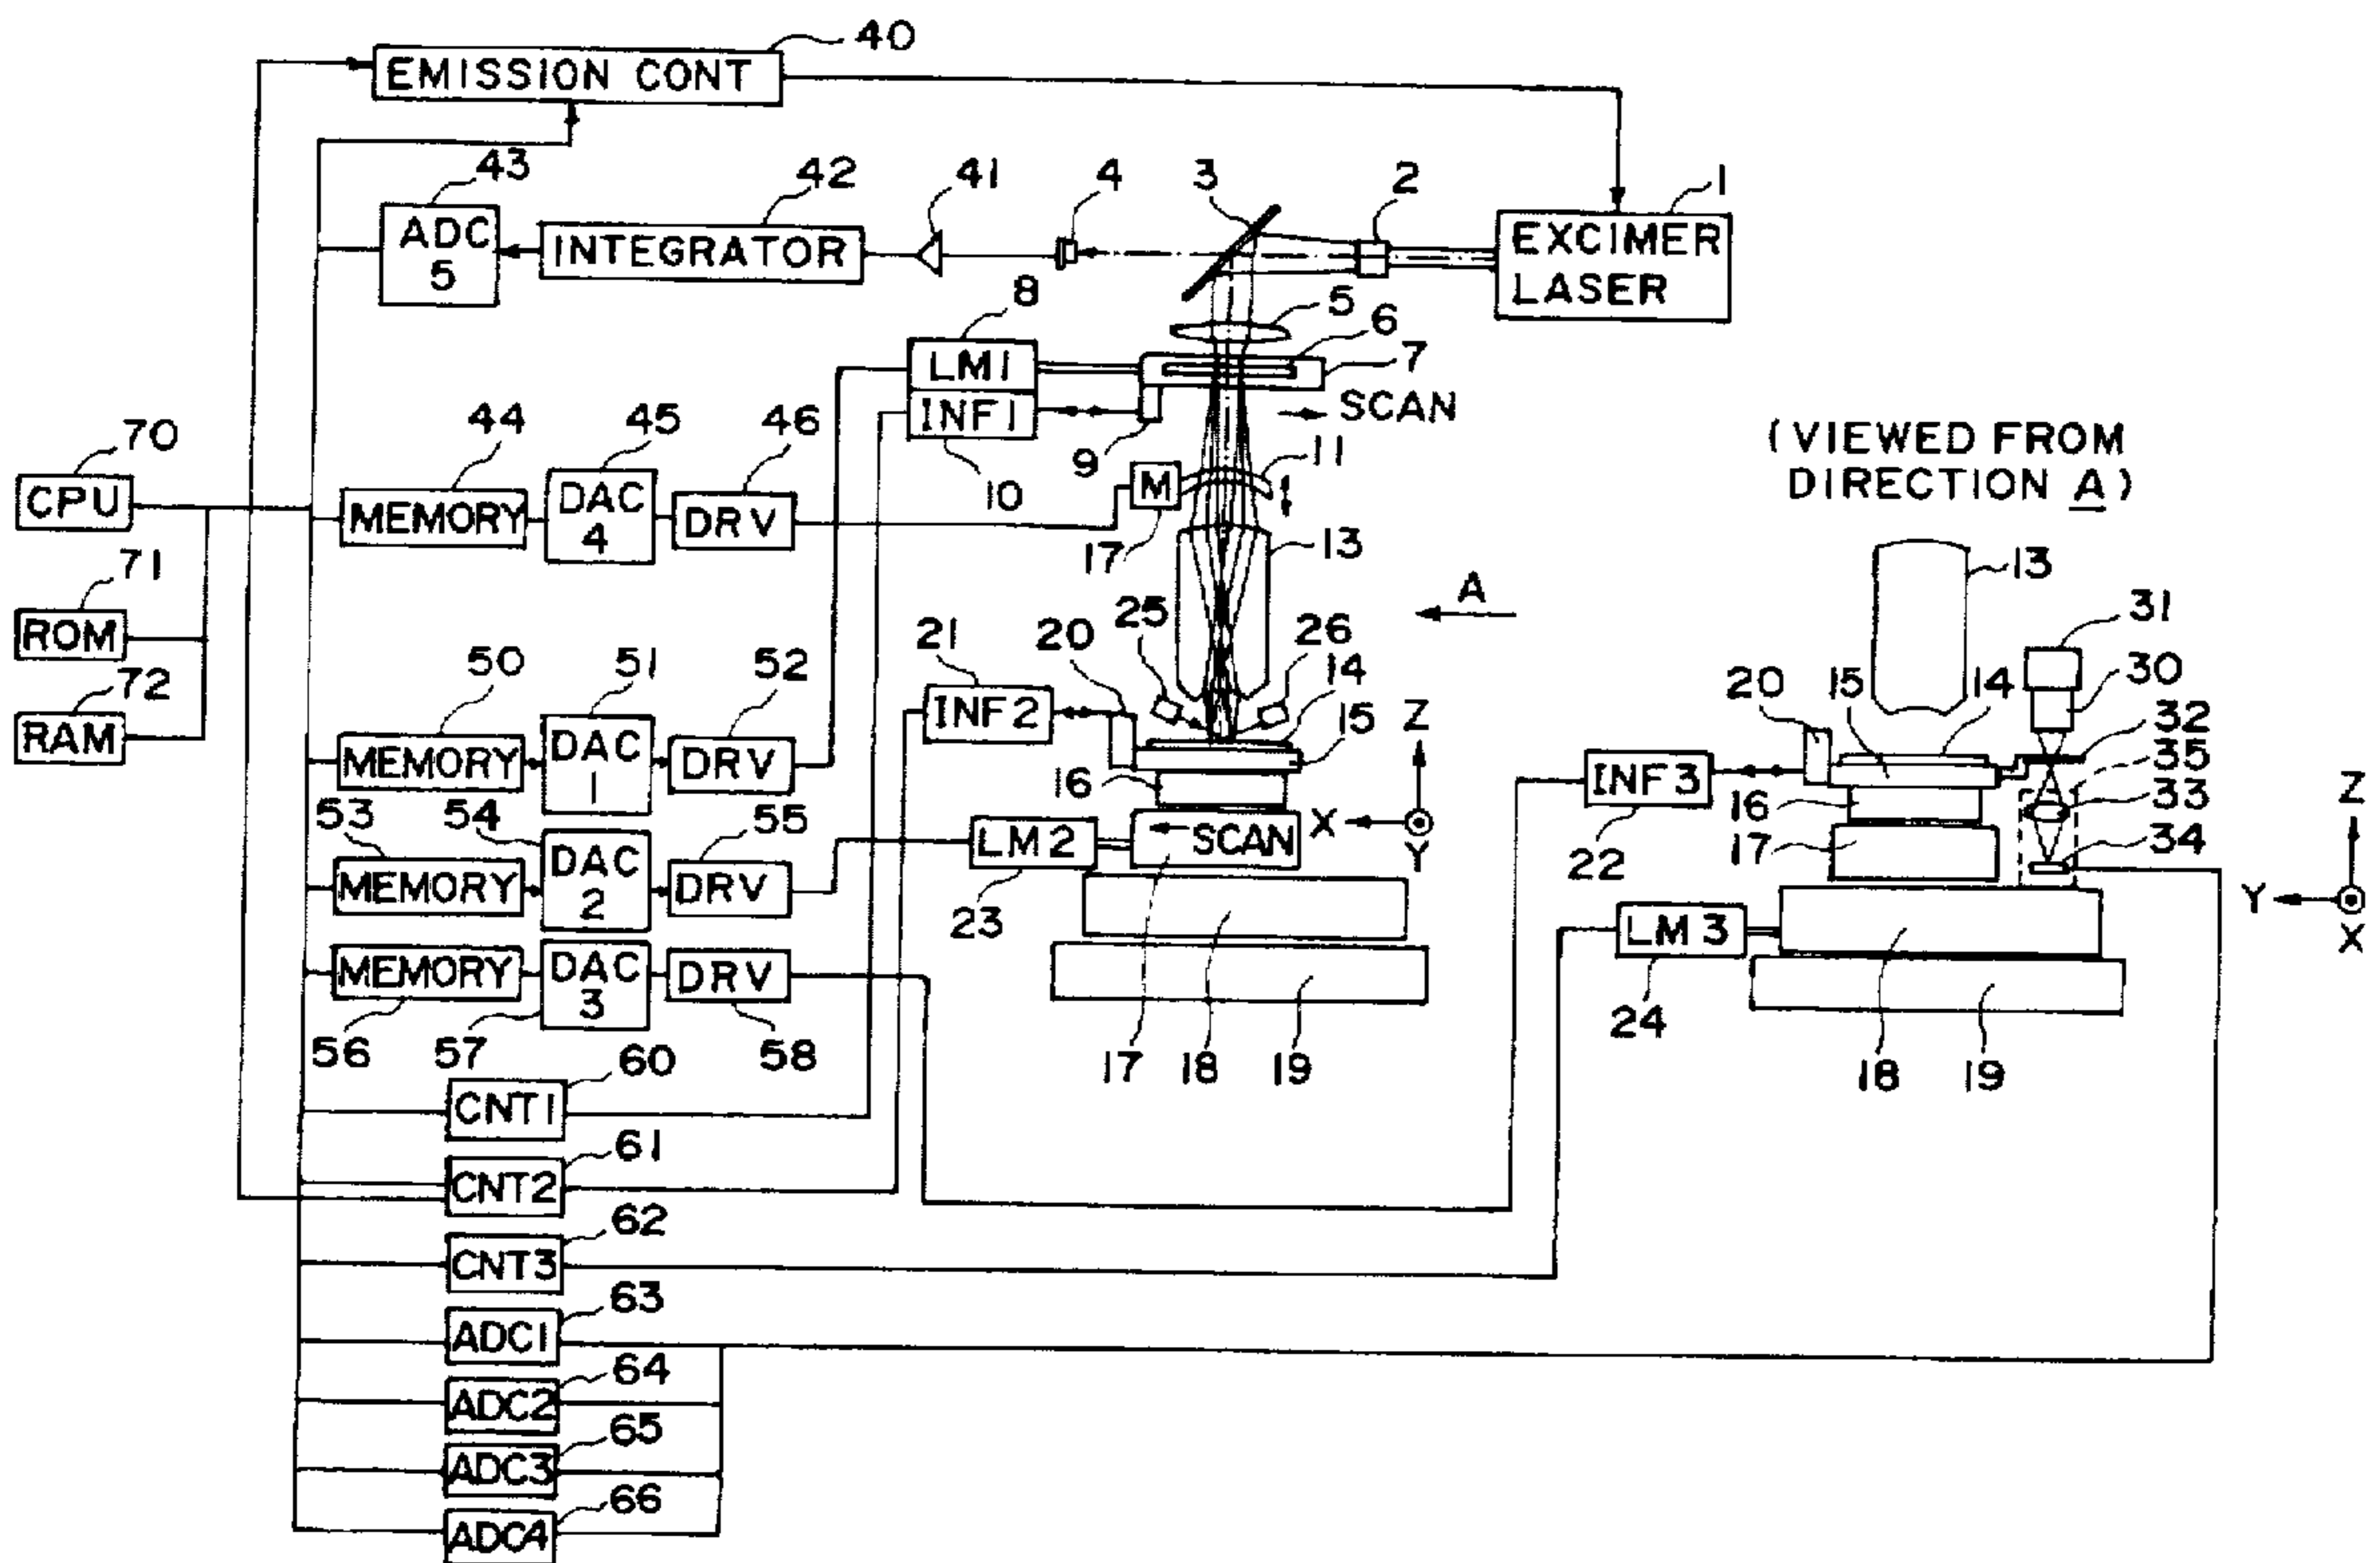 40
EMISSION CONT
43
42
41
4
3
2
1
ADC
5
INTEGRATOR
EXCIMER
LASER
8
5
6
7
LM1
INF1
SCAN
9
10
11
(VIEWED FROM
DIRECTION A)
70
CPU
44
45
46
MEMORY
DAC
4
DRV
M
17
13
71
ROM
72
RAM
A
25
26
21
20
14
15
INF2
16
Z
X
Y
13
31
30
20
15
14
32
35
33
34
INF3
16
17
22
Z
Y
X
50
51
52
MEMORY
DAC
1
DRV
53
54
55
MEMORY
DAC
2
DRV
LM2
SCAN
23
LM3
24
56
57
58
MEMORY
DAC
3
DRV
17
18
19
18
19
60
CNT1
61
CNT2
62
CNT3
63
ADC1
64
ADC2
65
ADC3
66
ADC4